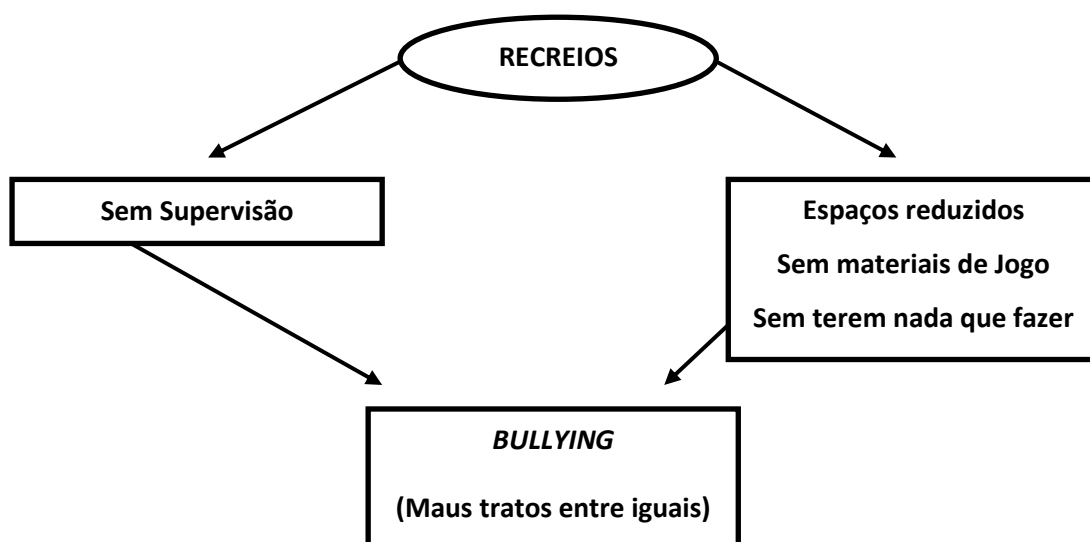 RECREIOS
Sem Supervisão
Espaços reduzidos
Sem materiais de Jogo
Sem terem nada que fazer
BULLYING
(Maus tratos entre iguais)